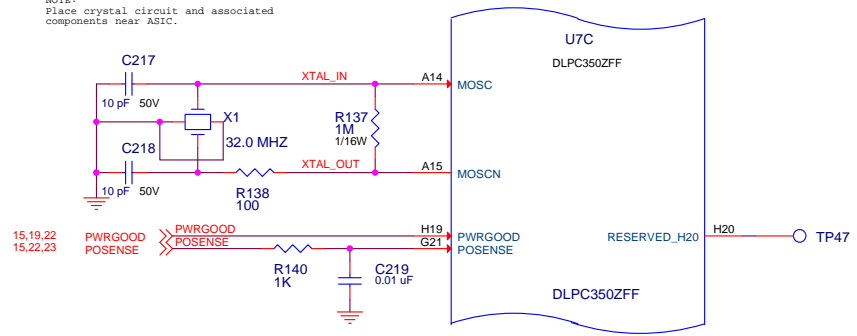 NOTE:
Place crystal circuit and associated
components near ASIC.
U7C
DLPC350ZFF
C217
10 pF 50V
XTAL_IN
A14
MOSC
X1
32.0 MHZ
R137
1M
1/16W
C218
10 pF 50V
XTAL_OUT
A15
MOSCN
R138
100
15,19,22 PWRGOOD PWRGOOD H19 PWRGOOD
15,22,23 POSENSE POSENSE G21 POSENSE
RESERVED_H20 H20 TP47
R140
1K
C219
0.01 uF
DLPC350ZFF